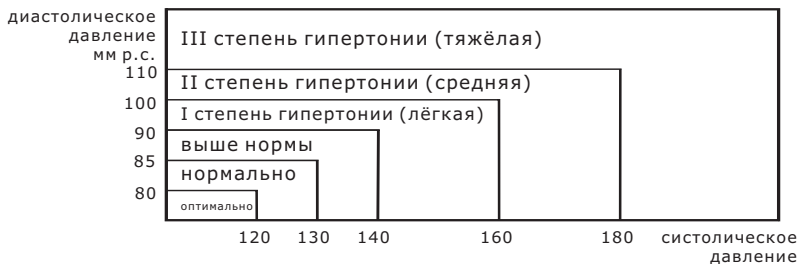 диастолическое
давление
мм р.с.
III степень гипертонии (тяжёлая)
110
II степень гипертонии (средняя)
100
I степень гипертонии (лёгкая)
90
выше нормы
85
нормально
80
оптимально
120 130 140 160 180 систолическое
давление